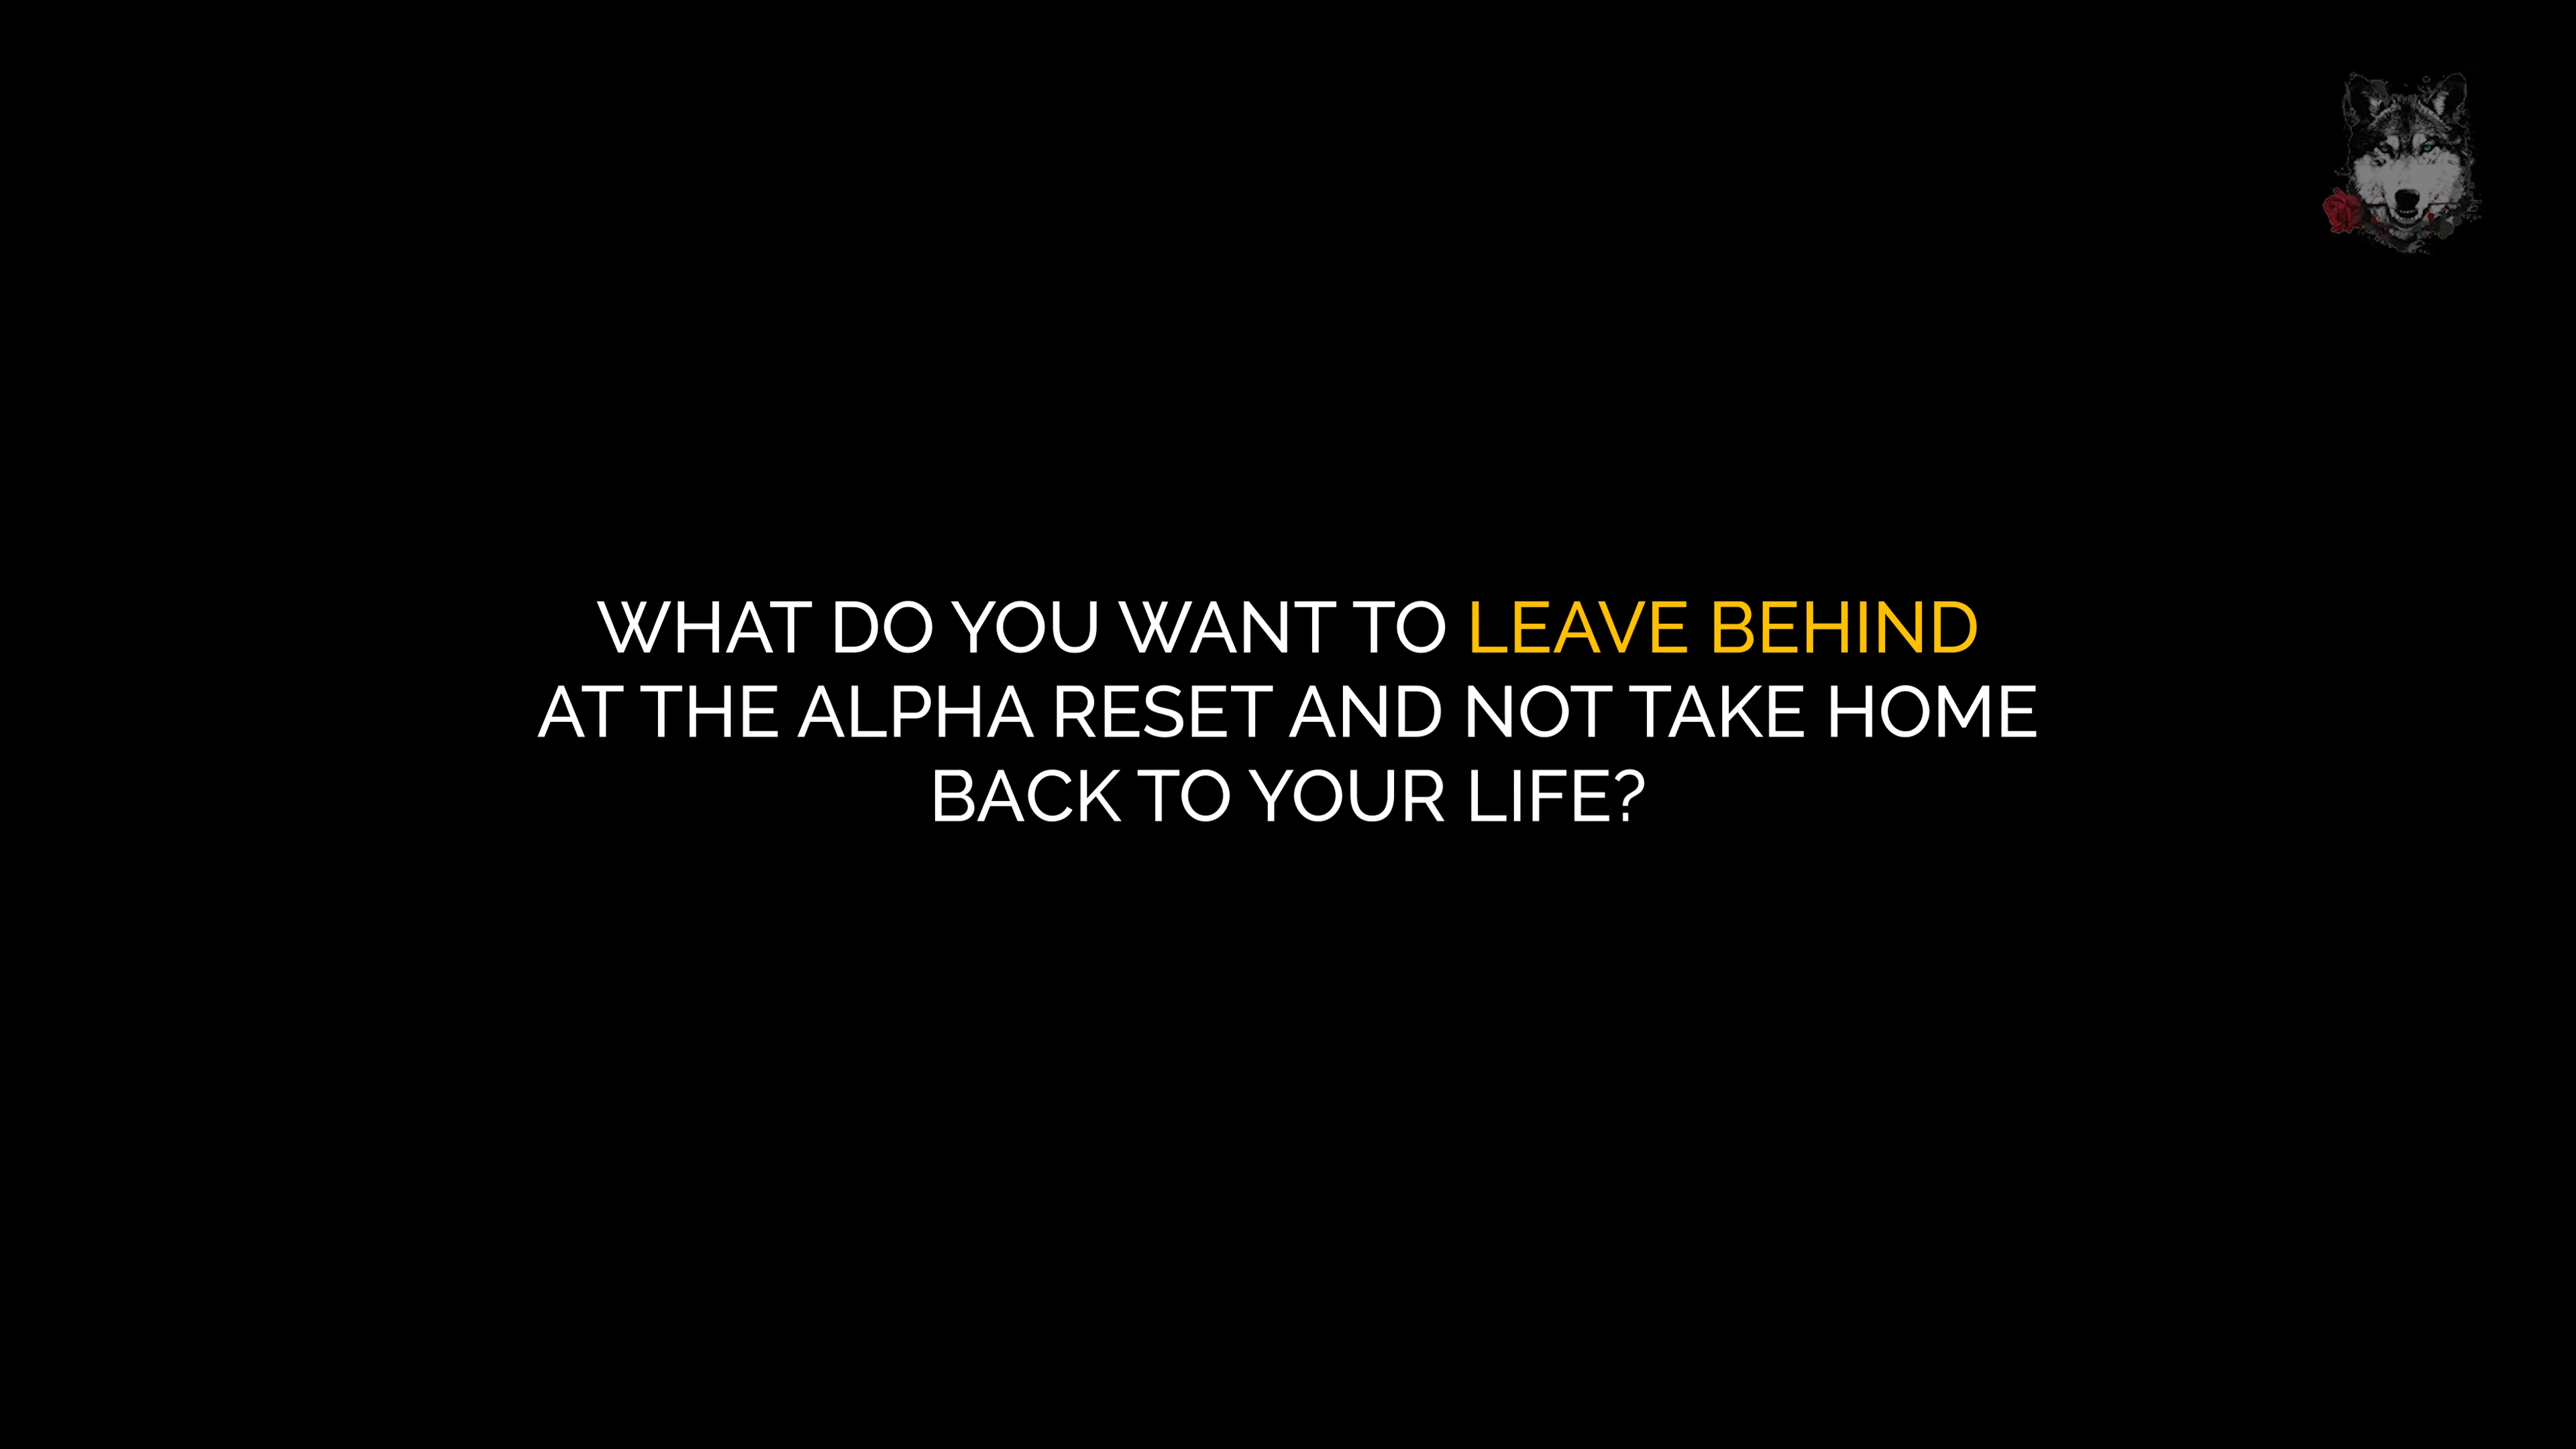 WHAT DO YOU WANT TO LEAVE BEHIND
AT THE ALPHA RESET AND NOT TAKE HOME
BACK TO YOUR LIFE?